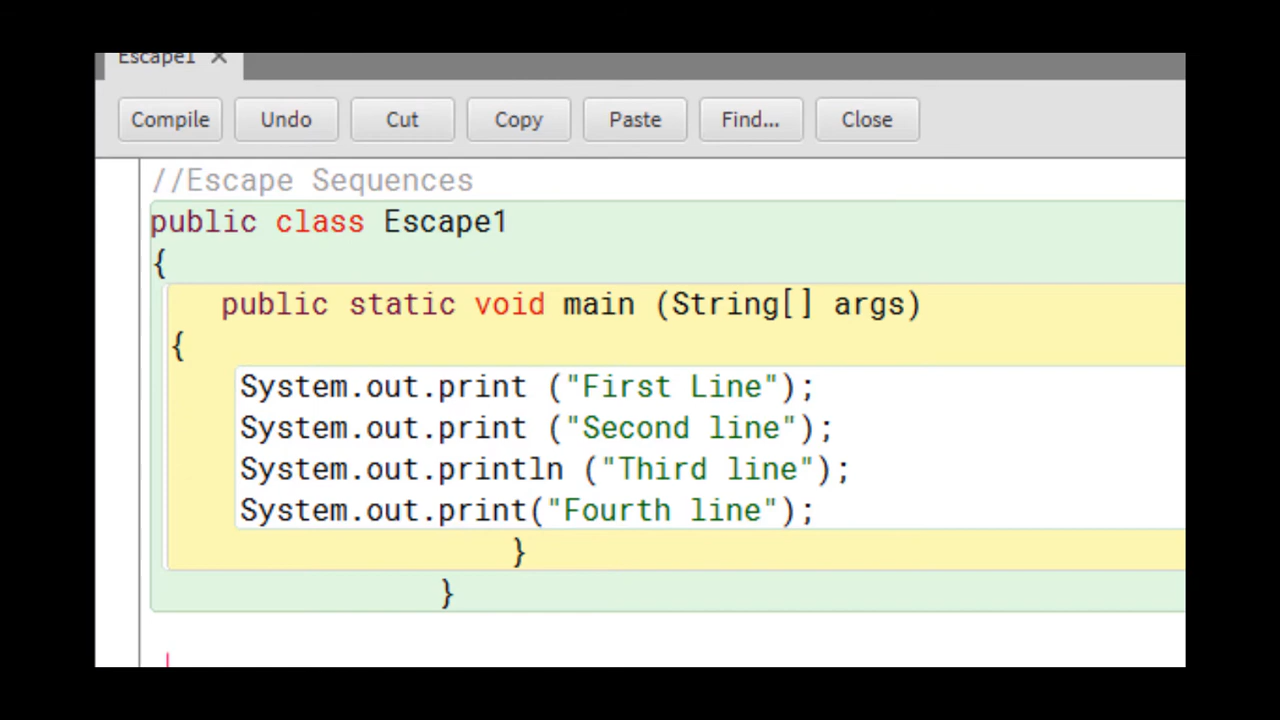 Escape1 ×
Compile Undo Cut Copy Paste Find... Close
//Escape Sequences
public class Escape1
{
public static void main (String[] args)
{
System.out.print ("First Line");
System.out.print ("Second line");
System.out.println ("Third line");
System.out.print("Fourth line");
}
}